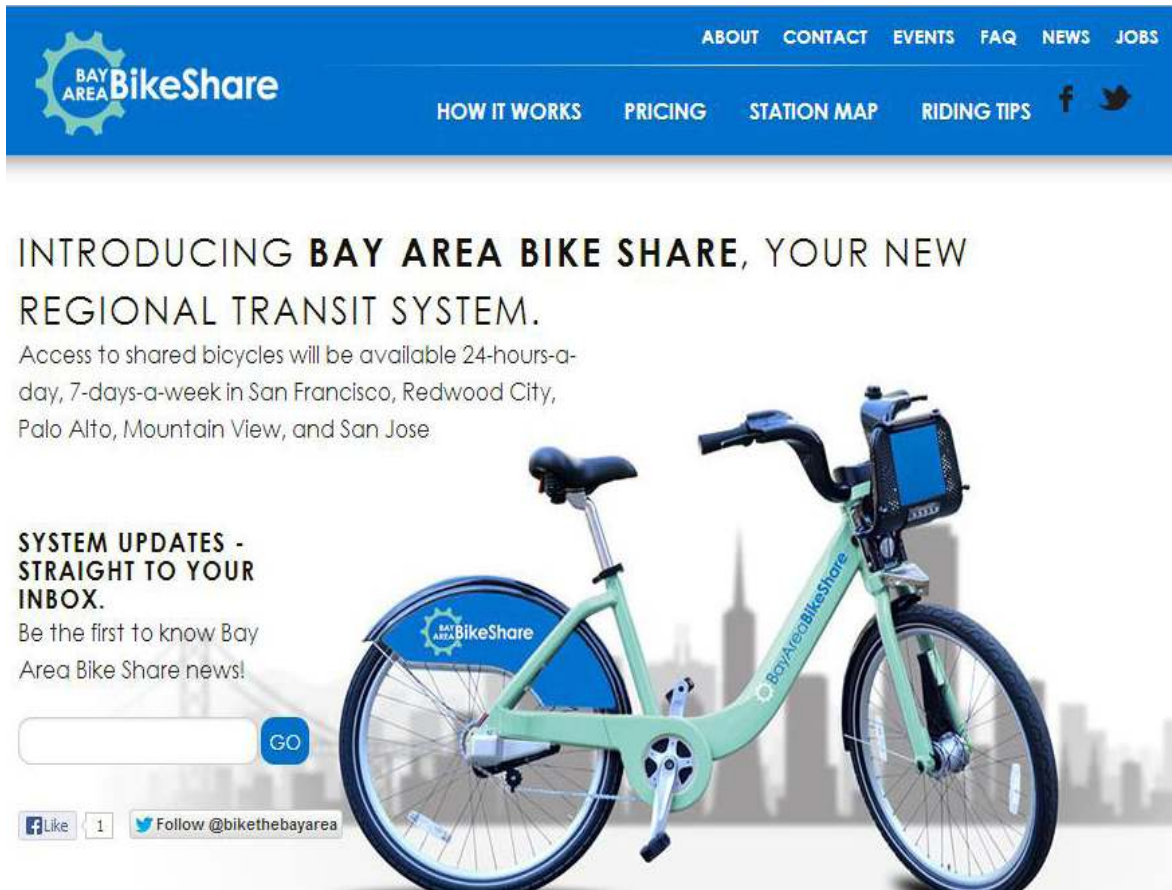 ABOUT CONTACT EVENTS FAQ NEWS JOBS
BAY
AREA BikeShare
HOW IT WORKS PRICING STATION MAP RIDING TIPS
INTRODUCING BAY AREA BIKE SHARE, YOUR NEW
REGIONAL TRANSIT SYSTEM.
Access to shared bicycles will be available 24-hours-a-
day, 7-days-a-week in San Francisco, Redwood City,
Palo Alto, Mountain View, and San Jose
SYSTEM UPDATES -
STRAIGHT TO YOUR
INBOX.
Be the first to know Bay
Area Bike Share news!
GO
Like 1 Follow @bikethebayarea
BAY
AREA BikeShare
BayAreaBikeShare